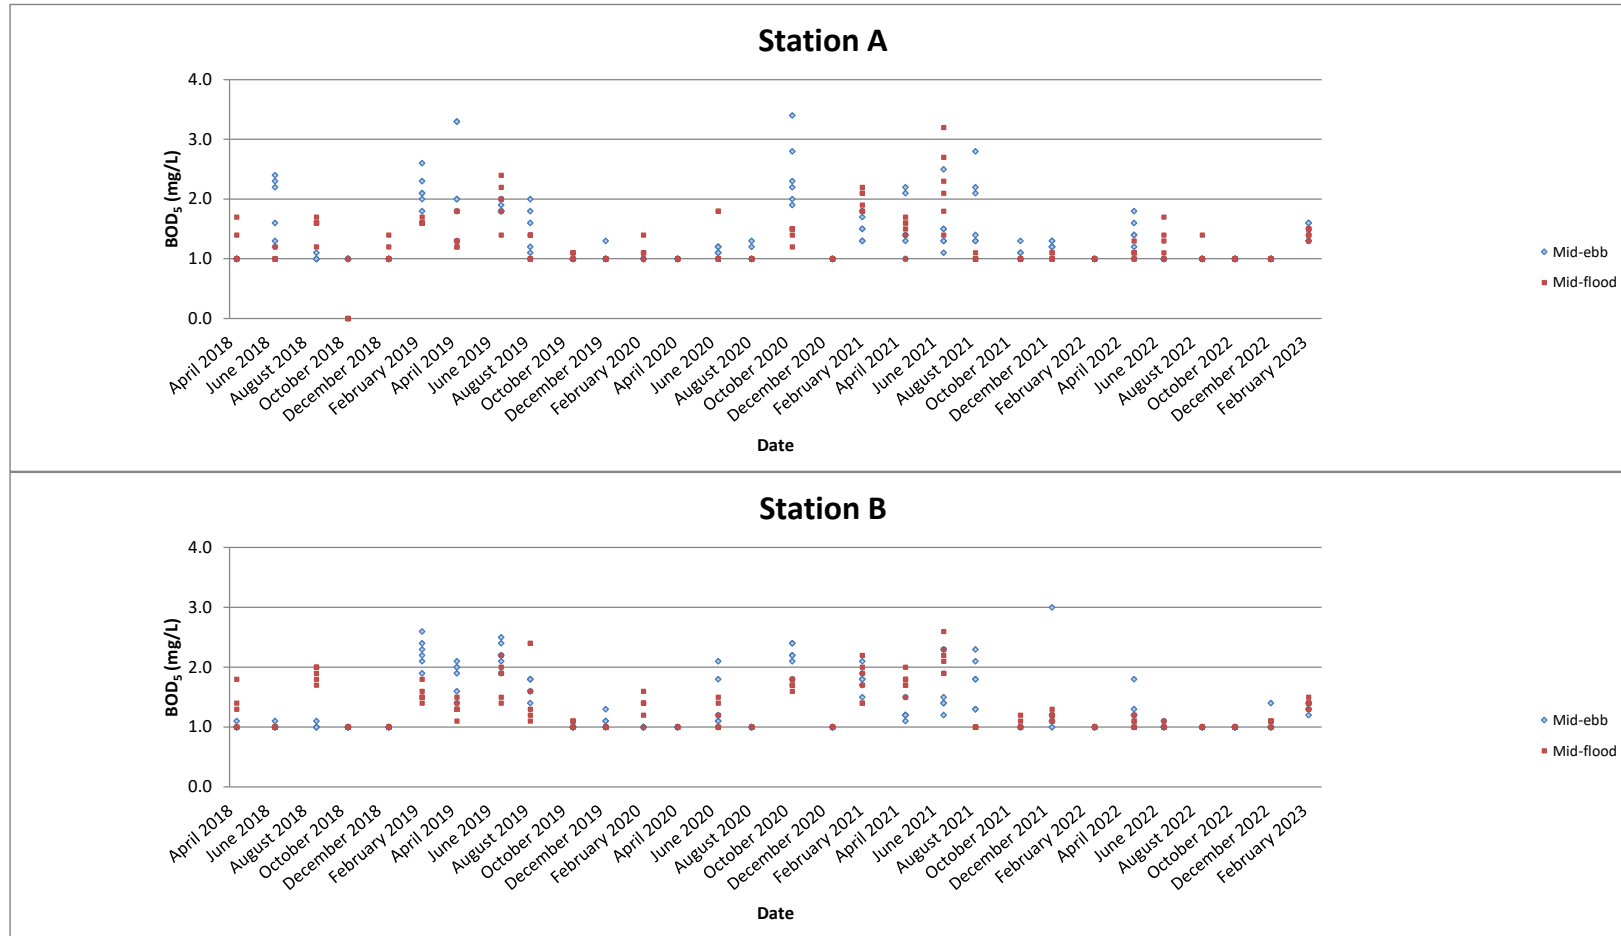 Station A
4.0
3.0
2.0
1.0
0.0
BOD5 (mg/L)
April 2018
June 2018
August 2018
October 2018
December 2018
February 2019
April 2019
June 2019
August 2019
October 2019
December 2019
February 2020
April 2020
June 2020
August 2020
October 2020
December 2020
February 2021
April 2021
June 2021
August 2021
October 2021
December 2021
February 2022
April 2022
June 2022
August 2022
October 2022
December 2022
February 2023
Date
Mid-ebb
Mid-flood
Station B
4.0
3.0
2.0
1.0
0.0
BOD5 (mg/L)
April 2018
June 2018
August 2018
October 2018
December 2018
February 2019
April 2019
June 2019
August 2019
October 2019
December 2019
February 2020
April 2020
June 2020
August 2020
October 2020
December 2020
February 2021
April 2021
June 2021
August 2021
October 2021
December 2021
February 2022
April 2022
June 2022
August 2022
October 2022
December 2022
February 2023
Date
Mid-ebb
Mid-flood